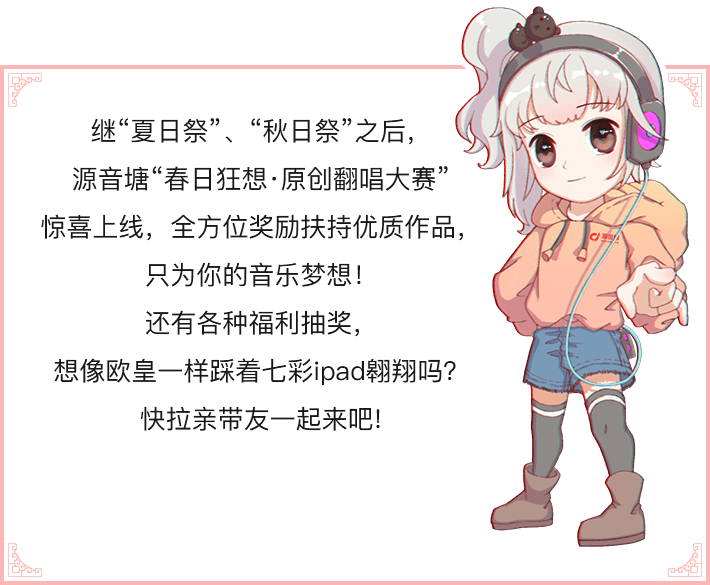 继“夏日祭”、“秋日祭”之后，
源音塘“春日狂想·原创翻唱大赛”
惊喜上线，全方位奖励扶持优质作品，
只为你的音乐梦想！
还有各种福利抽奖，
想像欧皇一样踩着七彩ipad翱翔吗？
快拉亲带友一起来吧！